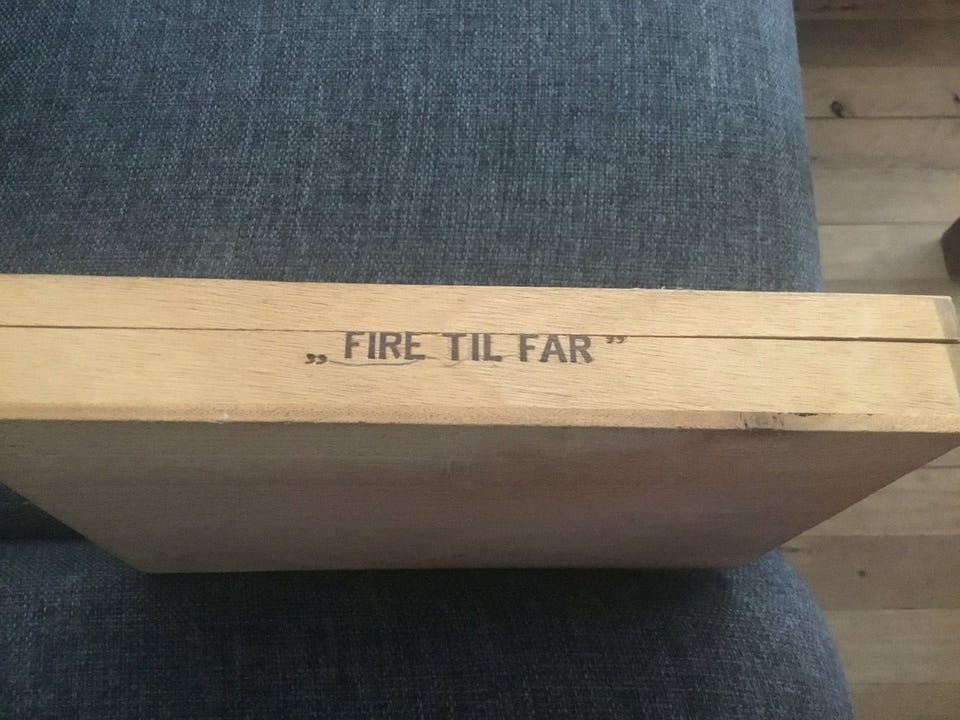 „FIRE TIL FAR”